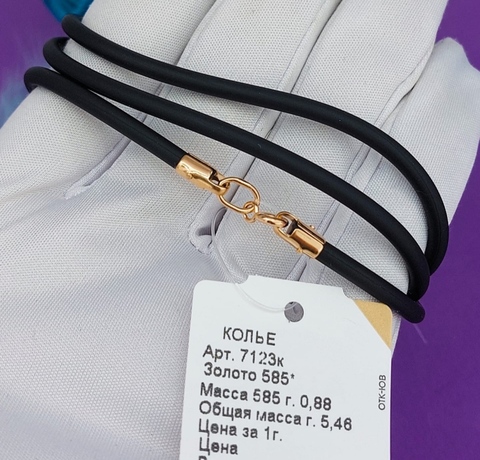 КОЛЬЕ
Арт. 7123к
Золото 585*
Масса 585 г. 0,88
Общая масса г. 5,46
Цена за 1г.
Цена
ОТК-ЮВ